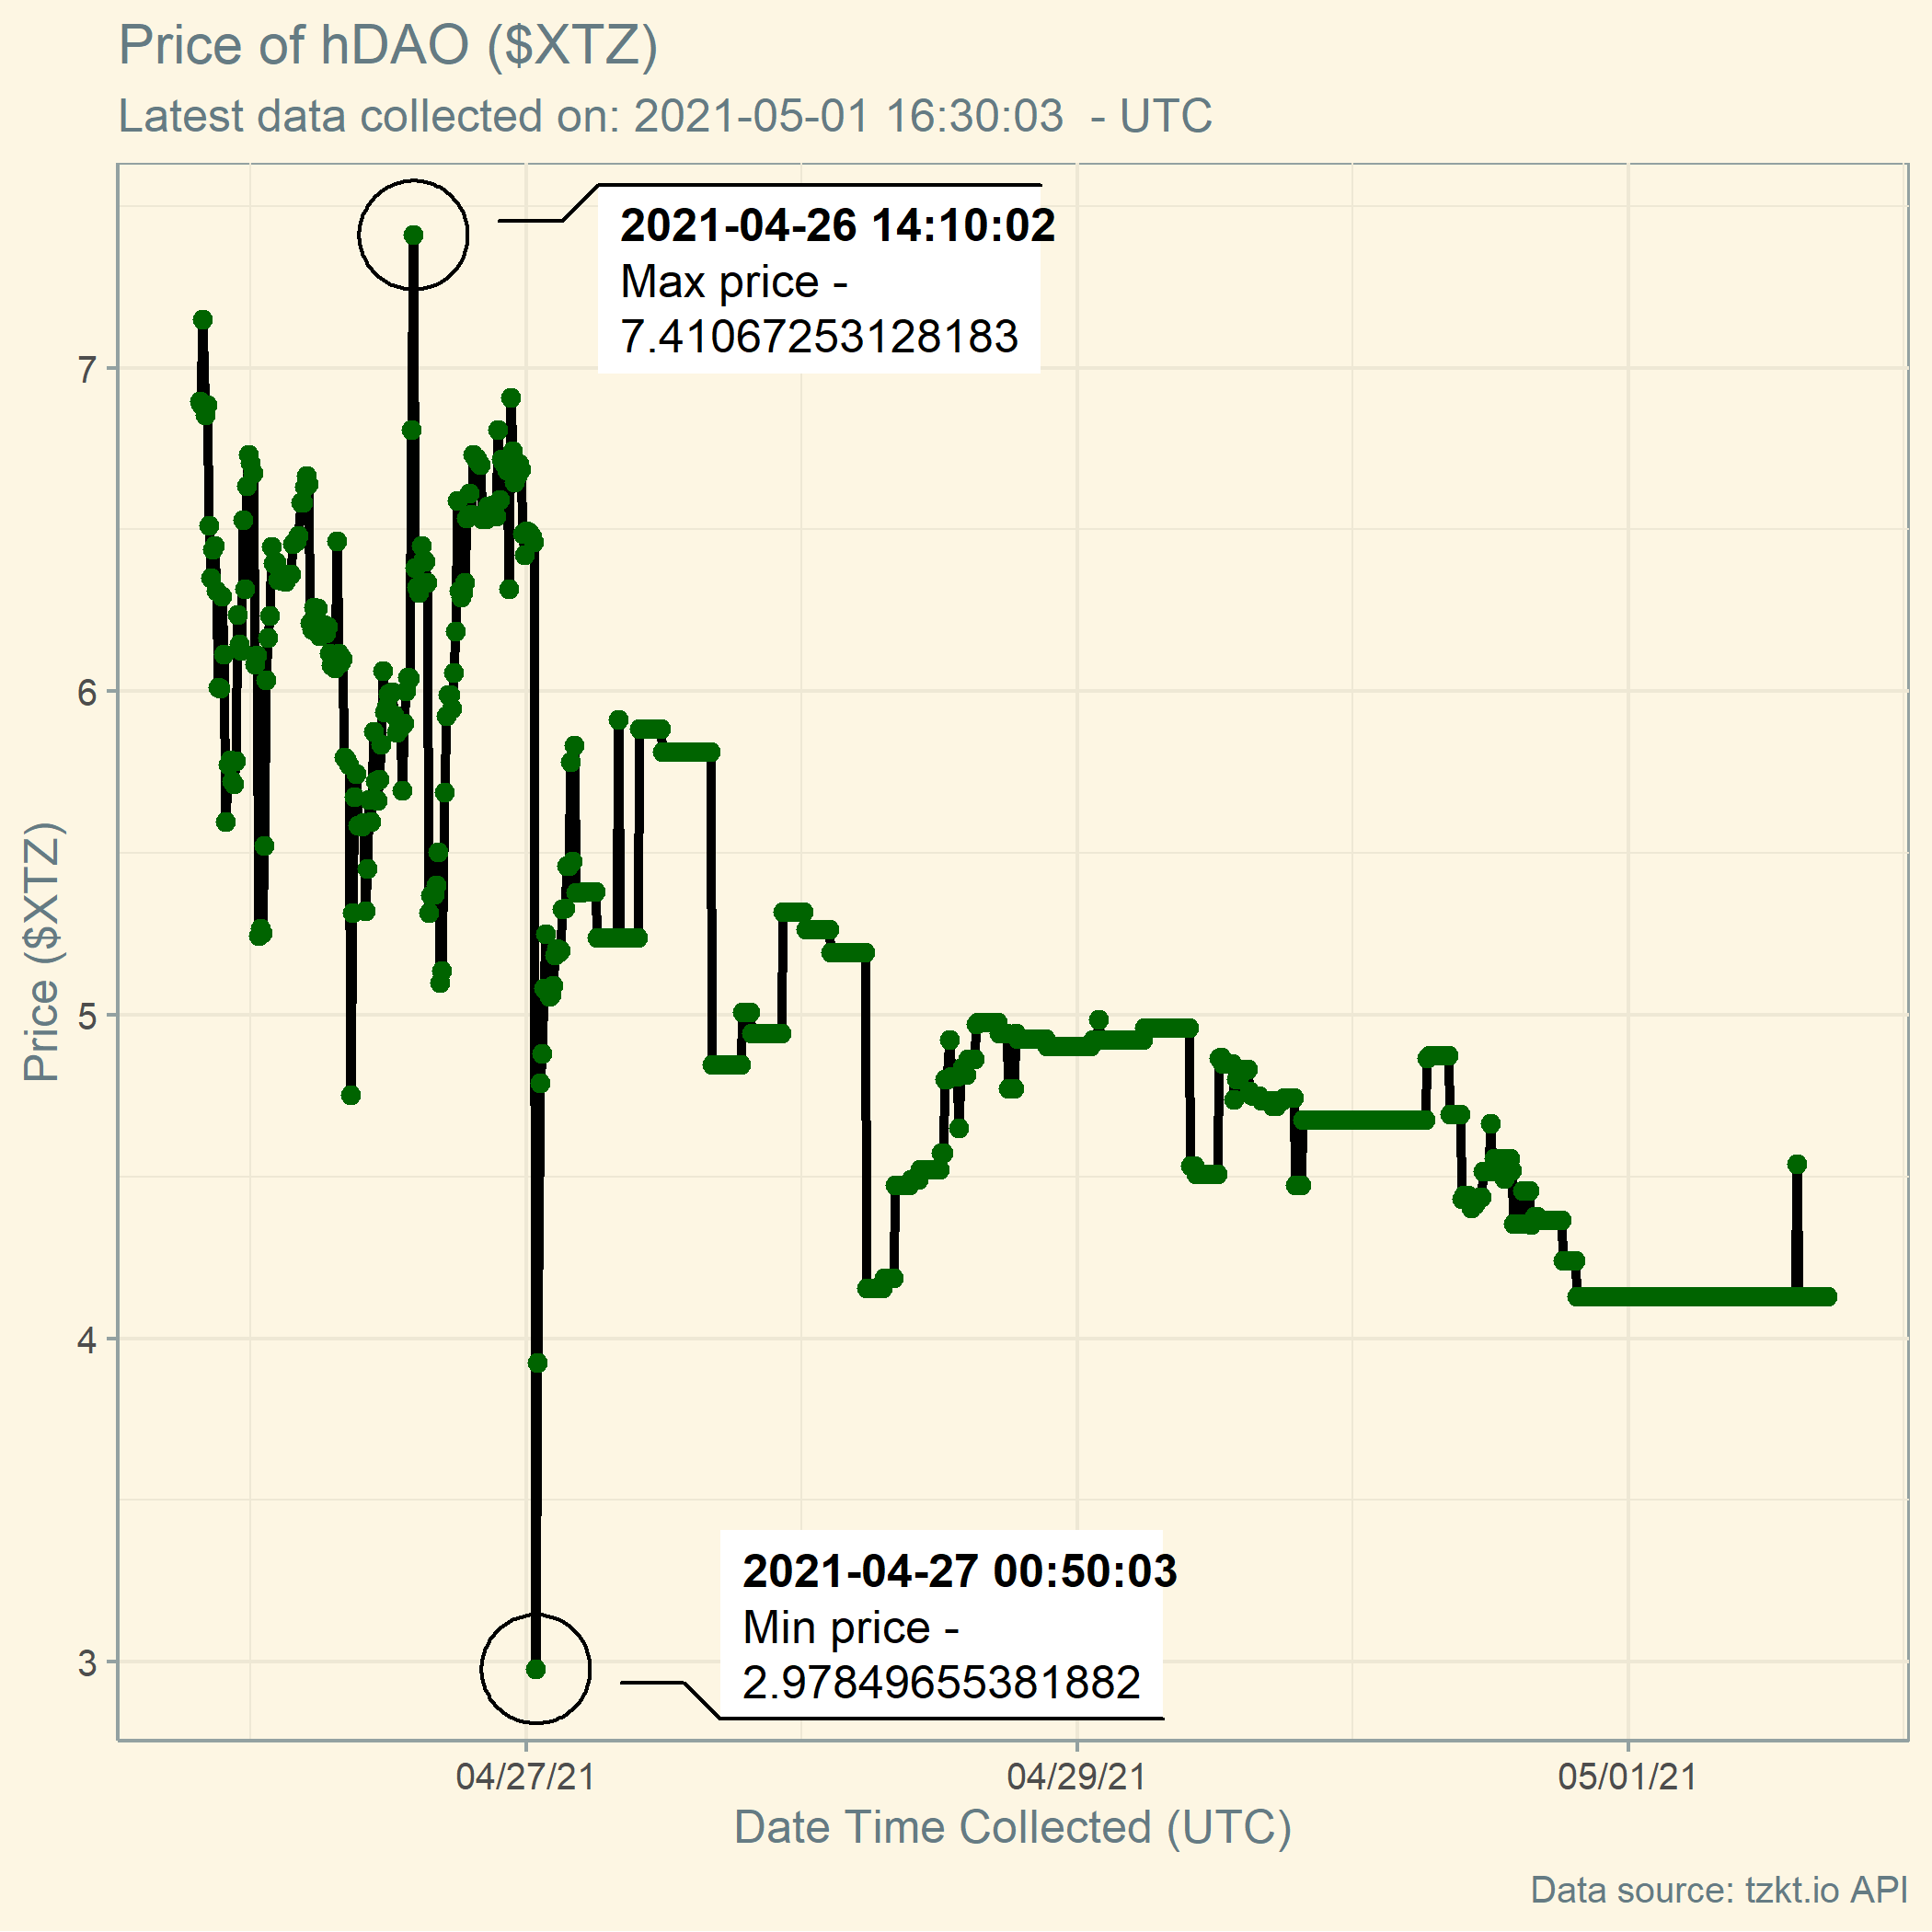 Price of hDAO ($XTZ)
Latest data collected on: 2021-05-01 16:30:03  - UTC
2021-04-26 14:10:02
Max price -
7.41067253128183
7
6
5
4
3
Price ($XTZ)
2021-04-27 00:50:03
Min price -
2.97849655381882
04/27/21
04/29/21
05/01/21
Date Time Collected (UTC)
Data source: tzkt.io API